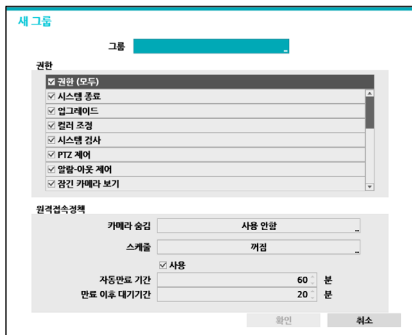 새 그룹
그룹
권한
권한 (모두)
시스템 종료
업그레이드
컬러 조정
시스템 검사
PTZ 제어
알람-아웃 제어
잠긴 카메라 보기
원격접속정책
카메라 숨김 사용 안함
스케줄 꺼짐
사용
자동만료 기간 60 분
만료 이후 대기기간 20 분
확인 취소